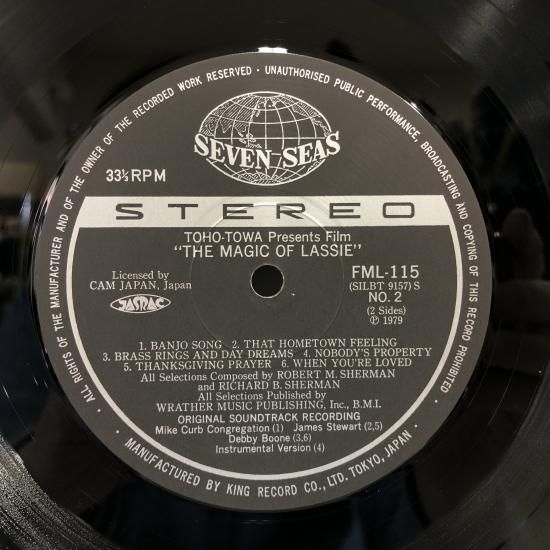 ALL RIGHTS OF THE MANUFACTURER AND OF THE OWNER OF THE RECORDED WORK RESERVED · UNAUTHORISED PUBLIC PERFORMANCE, BROADCASTING AND COPYING OF THIS RECORD PROHIBITED.
SEVEN SEAS
33⅓ RPM
STEREO
TOHO-TOWA Presents Film
"THE MAGIC OF LASSIE"
Licensed by
CAM JAPAN, Japan
JASRAC
FML-115
(SILBT 9157) S
NO. 2
(2 Sides)
Ⓟ 1979
1. BANJO SONG 2. THAT HOMETOWN FEELING
3. BRASS RINGS AND DAY DREAMS 4. NOBODY'S PROPERTY
5. THANKSGIVING PRAYER 6. WHEN YOU'RE LOVED
All Selections Composed by ROBERT M. SHERMAN
and RICHARD B. SHERMAN
All Selections Published by
WRATHER MUSIC PUBLISHING, Inc., B.M.I.
ORIGINAL SOUNDTRACK RECORDING
Mike Curb Congregation (1) James Stewart (2,5)
Debby Boone (3,6)
Instrumental Version (4)
· MANUFACTURED BY KING RECORD CO., LTD. TOKYO, JAPAN ·